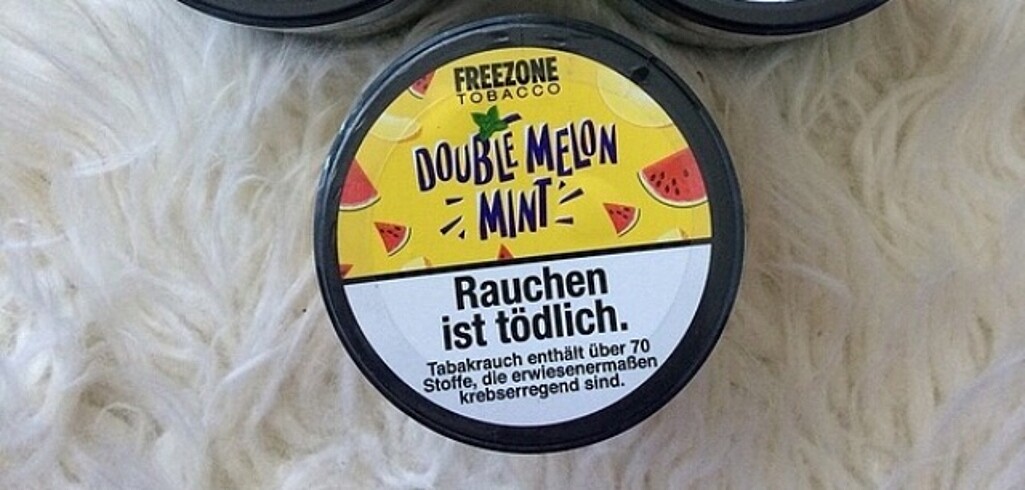 FREEZONE
TOBACCO
DOUBLE MELON
MINT
Rauchen
ist tödlich.
Tabakrauch enthält über 70
Stoffe, die erwiesenermaßen
krebserregend sind.